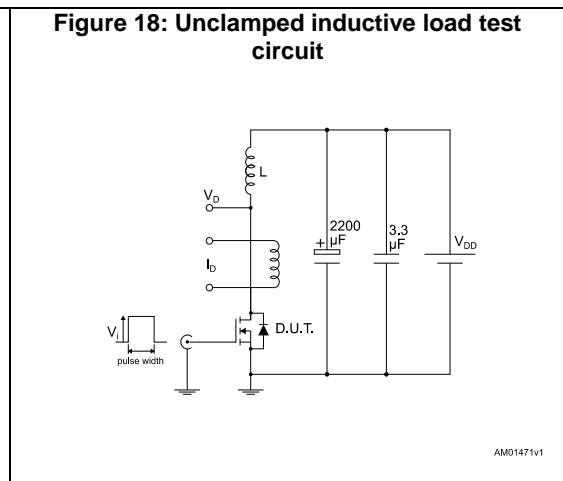 Figure 18: Unclamped inductive load test
circuit
L
V_D
2200
µF
+
3.3
µF
V_DD
I_D
D.U.T.
V_i
pulse width
AM01471v1